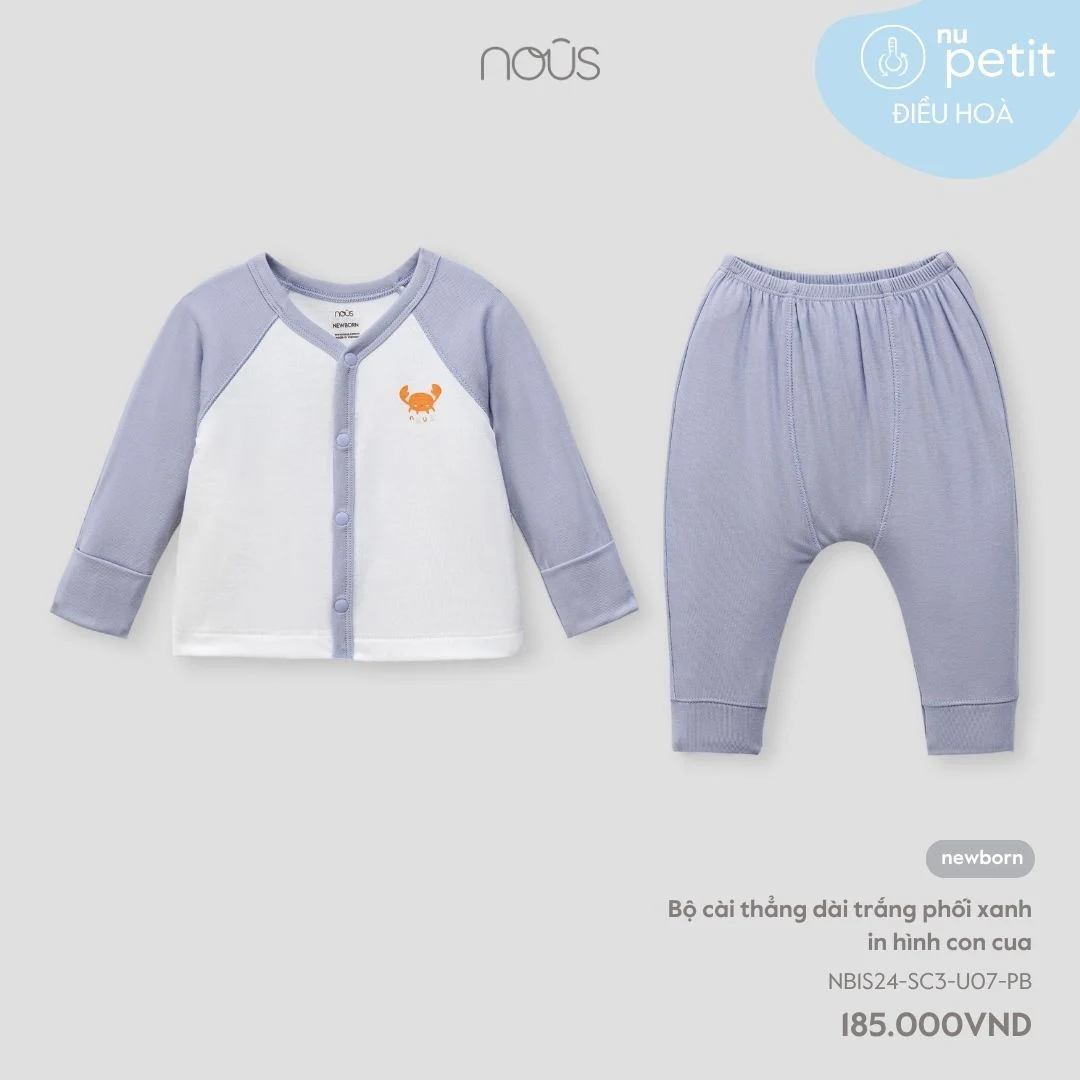 noûs
nu
petit
ĐIỀU HOÀ
noûs
NEWBORN
nous
newborn
Bộ cài thẳng dài trắng phối xanh
in hình con cua
NBIS24-SC3-U07-PB
185.000VND